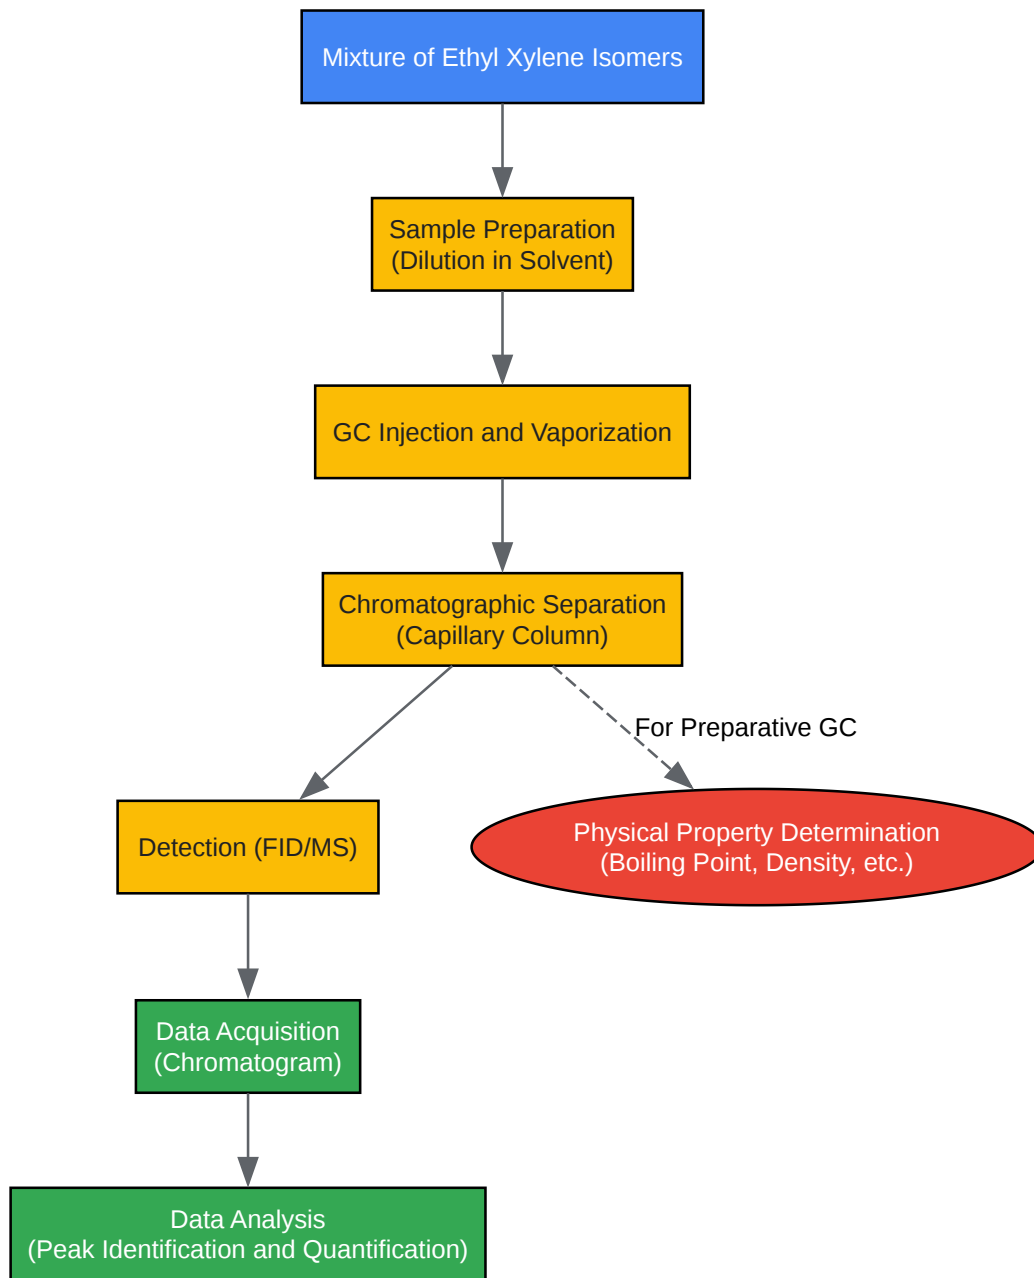 Mixture of Ethyl Xylene Isomers
Sample Preparation
(Dilution in Solvent)
GC Injection and Vaporization
Chromatographic Separation
(Capillary Column)
For Preparative GC
Detection (FID/MS)
Physical Property Determination
(Boiling Point, Density, etc.)
Data Acquisition
(Chromatogram)
Data Analysis
(Peak Identification and Quantification)